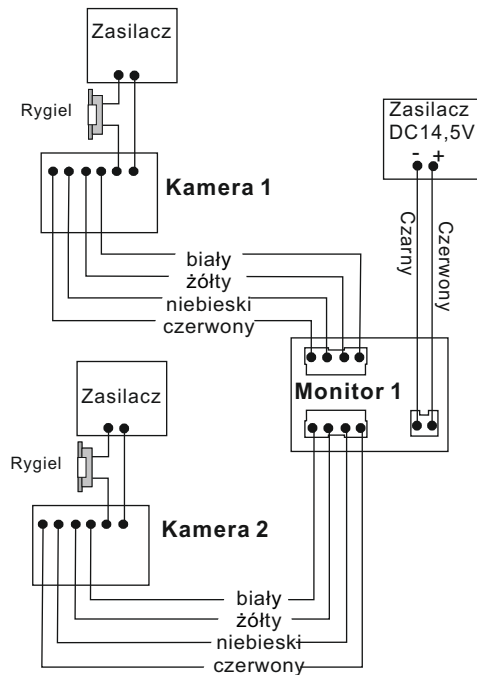 Zasilacz
Rygiel
Kamera 1
Zasilacz
DC14,5V
- +
Czarny
Czerwony
biały
żółty
niebieski
czerwony
Monitor 1
Zasilacz
Rygiel
Kamera 2
biały
żółty
niebieski
czerwony